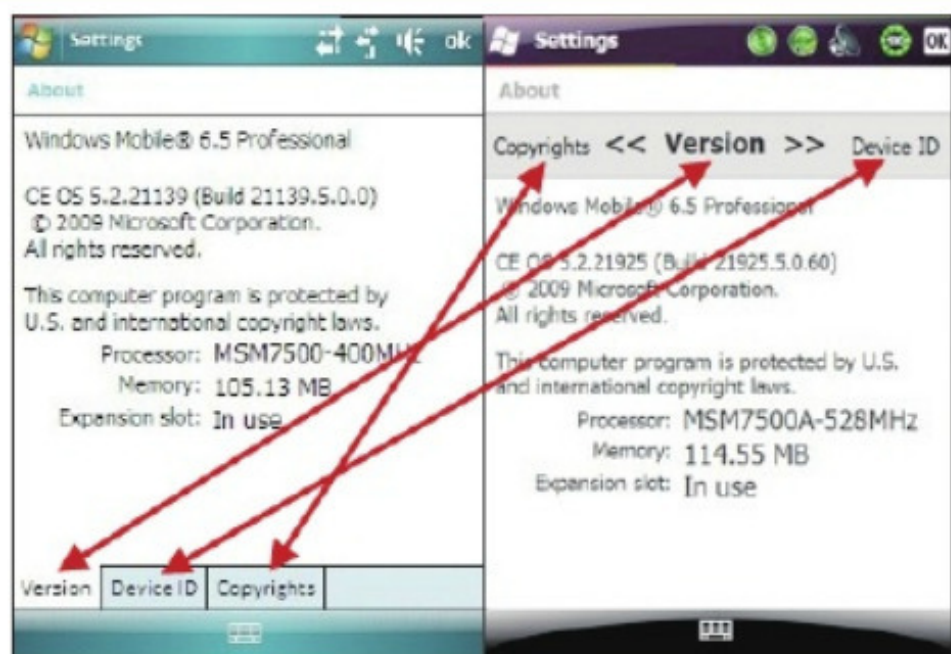 Settings
ok
About
Windows Mobile® 6.5 Professional
CE OS 5.2.21139 (Build 21139.5.0.0)
© 2009 Microsoft Corporation.
All rights reserved.
This computer program is protected by
U.S. and international copyright laws.
Processor: MSM7500-400MHz
Memory: 105.13 MB
Expansion slot: In use
Version
Device ID
Copyrights
Settings
OK
About
Copyrights << Version >> Device ID
Windows Mobile® 6.5 Professional
CE OS 5.2.21925 (Build 21925.5.0.60)
© 2009 Microsoft Corporation.
All rights reserved.
This computer program is protected by U.S.
and international copyright laws.
Processor: MSM7500A-528MHz
Memory: 114.55 MB
Expansion slot: In use